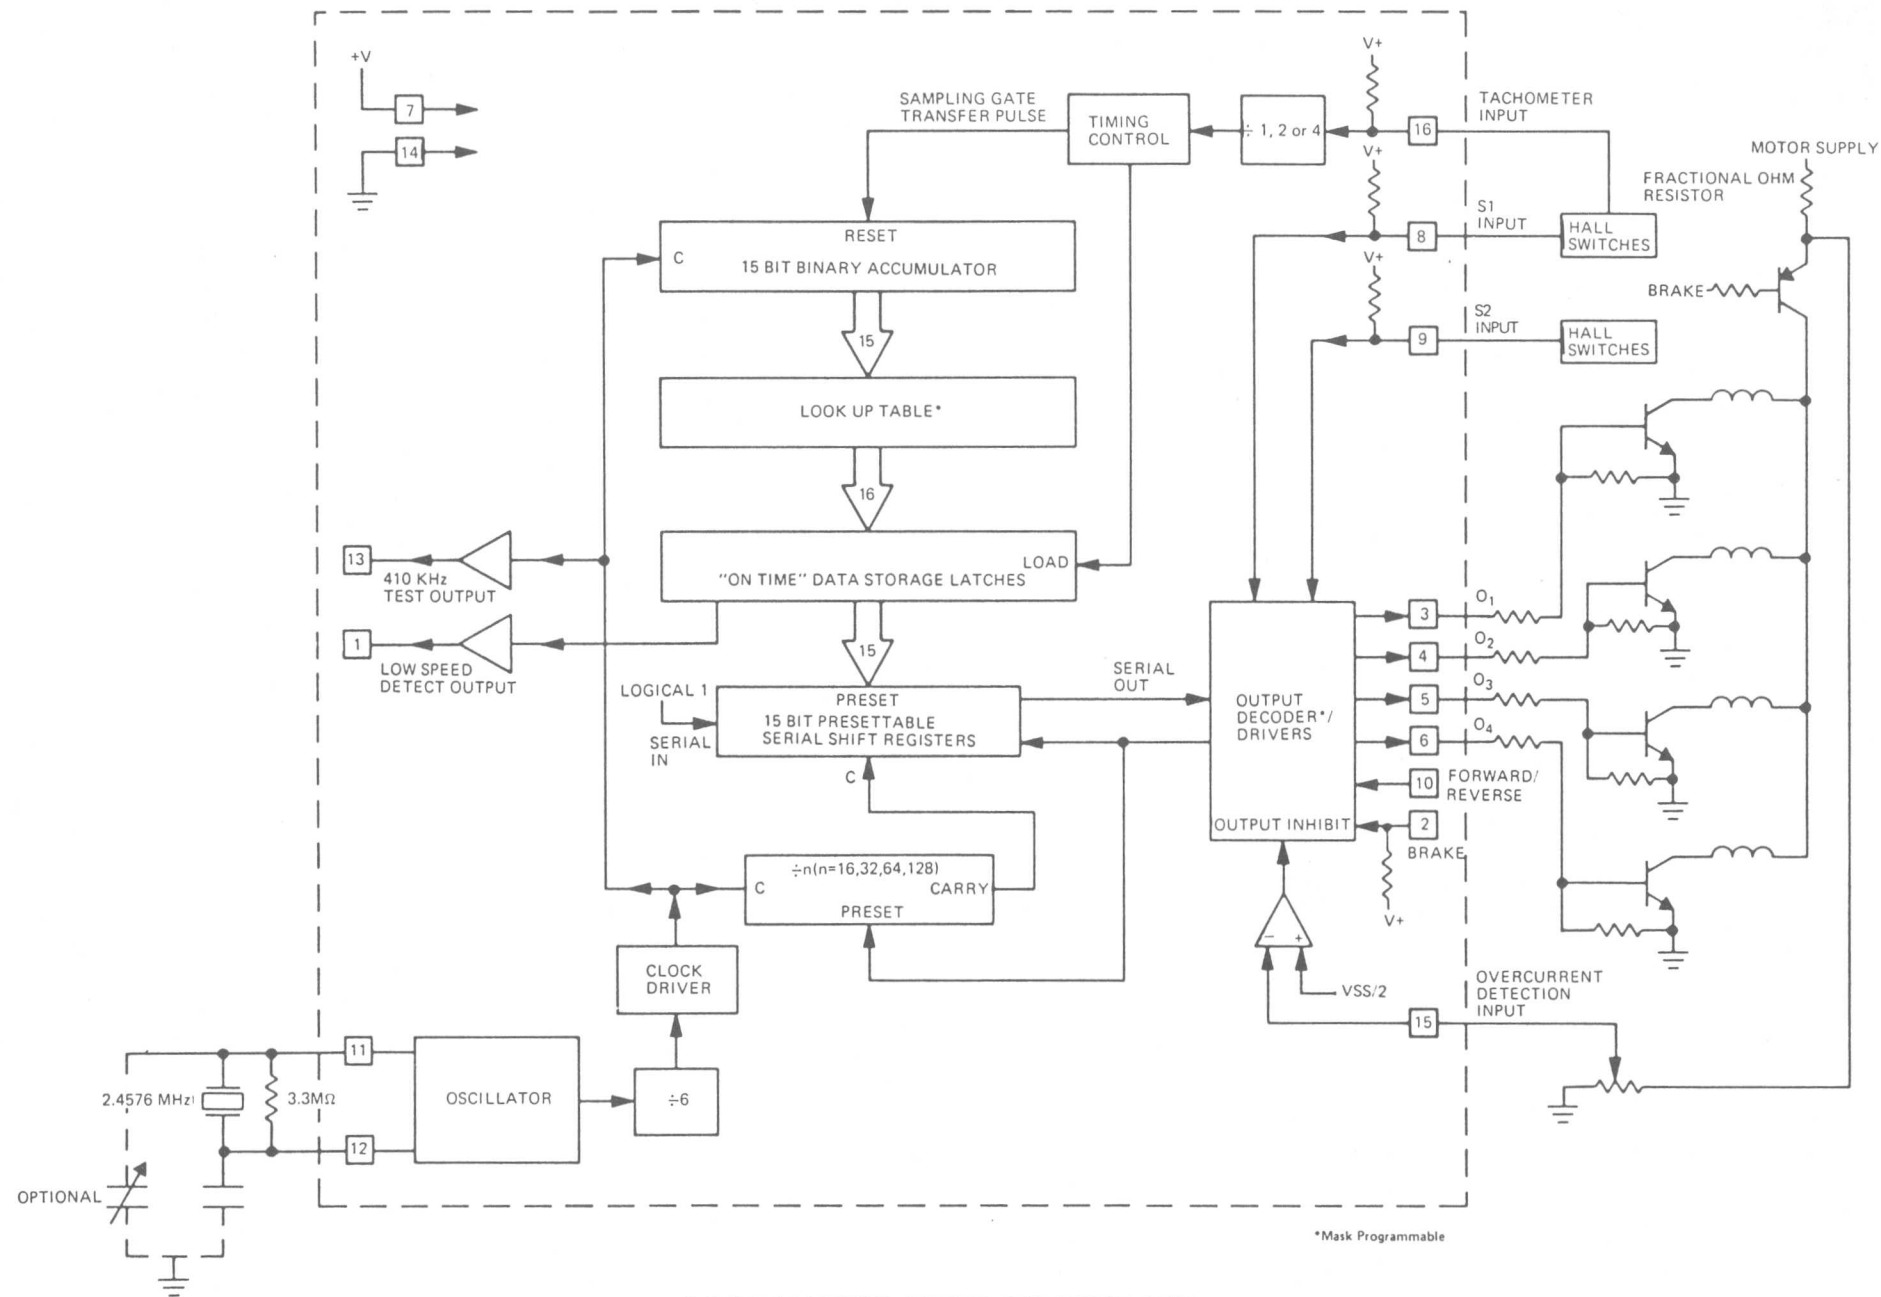 +V
7
14
SAMPLING GATE
TRANSFER PULSE
TIMING
CONTROL
÷ 1, 2 or 4
V+
16
TACHOMETER
INPUT
V+
S1
INPUT
8
HALL
SWITCHES
V+
S2
INPUT
9
HALL
SWITCHES
MOTOR SUPPLY
FRACTIONAL OHM
RESISTOR
BRAKE
RESET
C
15 BIT BINARY ACCUMULATOR
15
LOOK UP TABLE*
16
LOAD
"ON TIME" DATA STORAGE LATCHES
15
13
410 KHz
TEST OUTPUT
1
LOW SPEED
DETECT OUTPUT
LOGICAL 1
SERIAL
IN
PRESET
15 BIT PRESETTABLE
SERIAL SHIFT REGISTERS
C
SERIAL
OUT
OUTPUT
DECODER*/
DRIVERS
OUTPUT INHIBIT
3
O1
4
O2
5
O3
6
O4
10
FORWARD/
REVERSE
2
BRAKE
V+
÷n(n=16,32,64,128)
C
CARRY
PRESET
CLOCK
DRIVER
÷6
OSCILLATOR
11
12
2.4576 MHz
3.3MΩ
OPTIONAL
−
+
VSS/2
15
OVERCURRENT
DETECTION
INPUT
*Mask Programmable